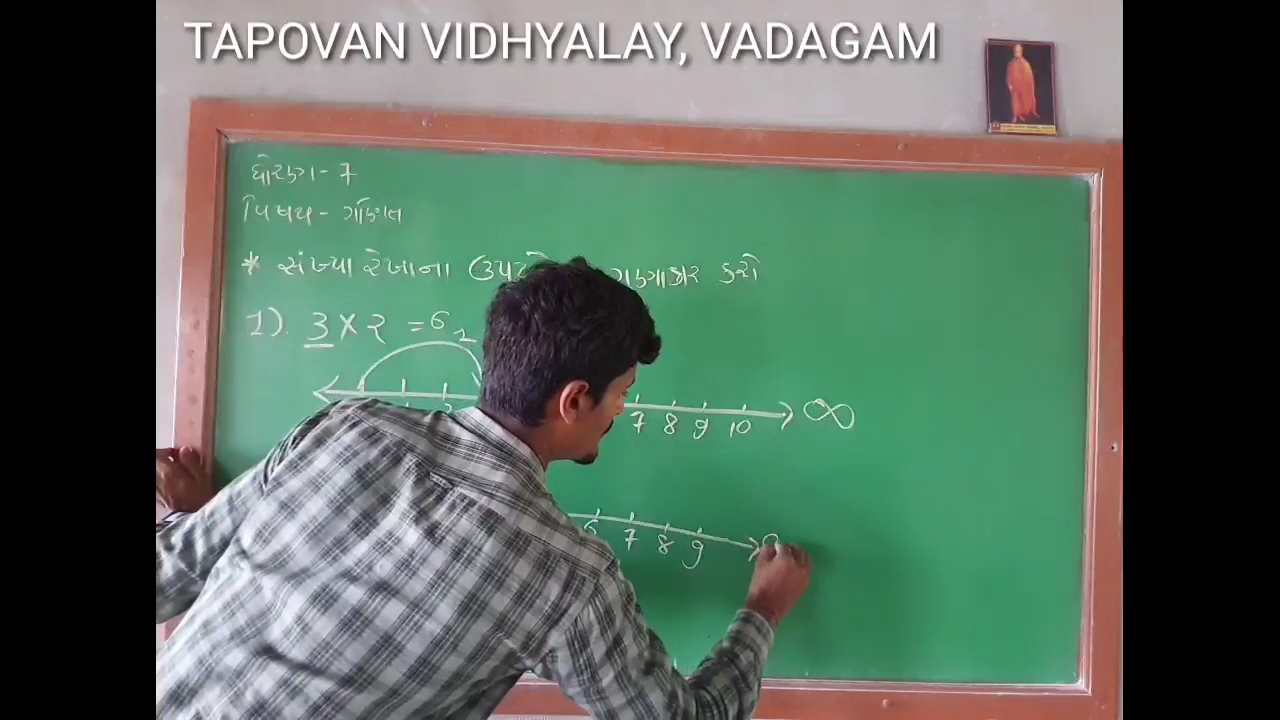 TAPOVAN VIDHYALAY, VADAGAM
ધોરણ - 7
વિષય - ગણિત
* સંખ્યા રેખાના કરો
1). 3 × ૨ = 6
1
7 8 9 10 ∞
6 7 8 9